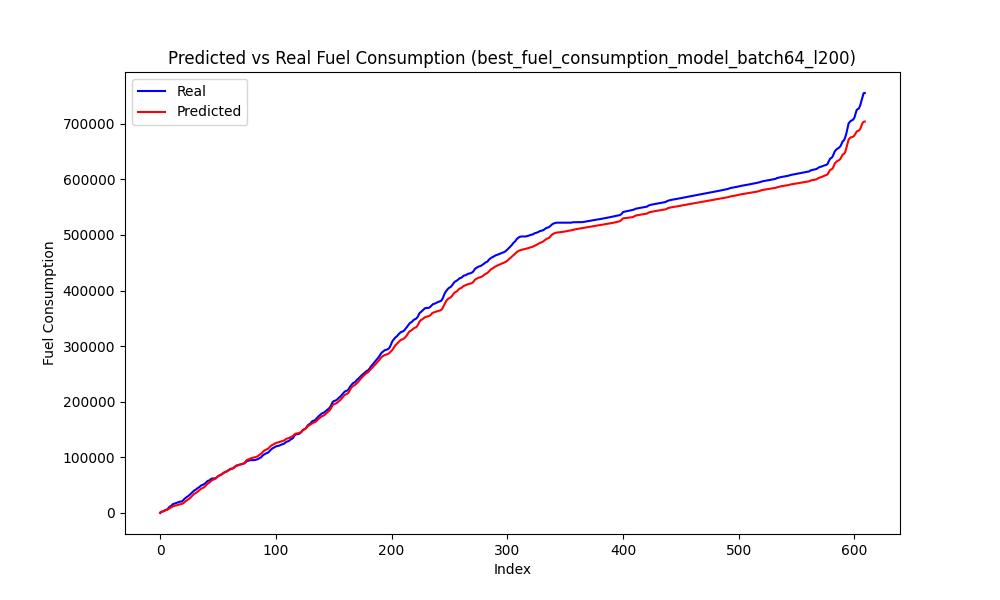 Predicted vs Real Fuel Consumption (best_fuel_consumption_model_batch64_l200)
Real
Predicted
700000
600000
500000
400000
300000
200000
100000
0
Fuel Consumption
0 100 200 300 400 500 600
Index